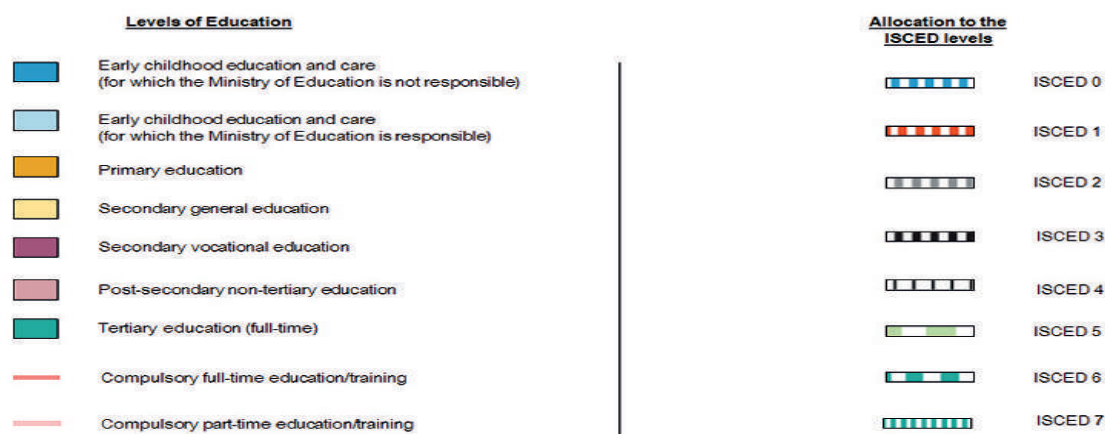 Levels of Education
Early childhood education and care
(for which the Ministry of Education is not responsible)
Early childhood education and care
(for which the Ministry of Education is responsible)
Primary education
Secondary general education
Secondary vocational education
Post-secondary non-tertiary education
Tertiary education (full-time)
Compulsory full-time education/training
Compulsory part-time education/training
Allocation to the
ISCED levels
ISCED 0
ISCED 1
ISCED 2
ISCED 3
ISCED 4
ISCED 5
ISCED 6
ISCED 7